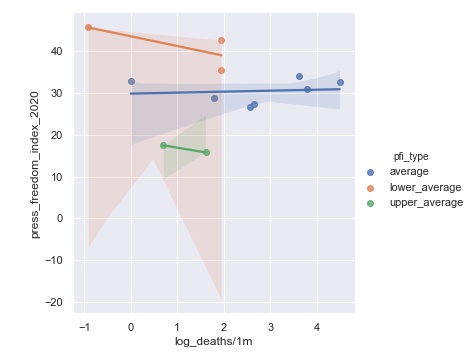 40
30
20
10
0
−10
−20
press_freedom_index_2020
−1
0
1
2
3
4
log_deaths/1m
pfi_type
average
lower_average
upper_average